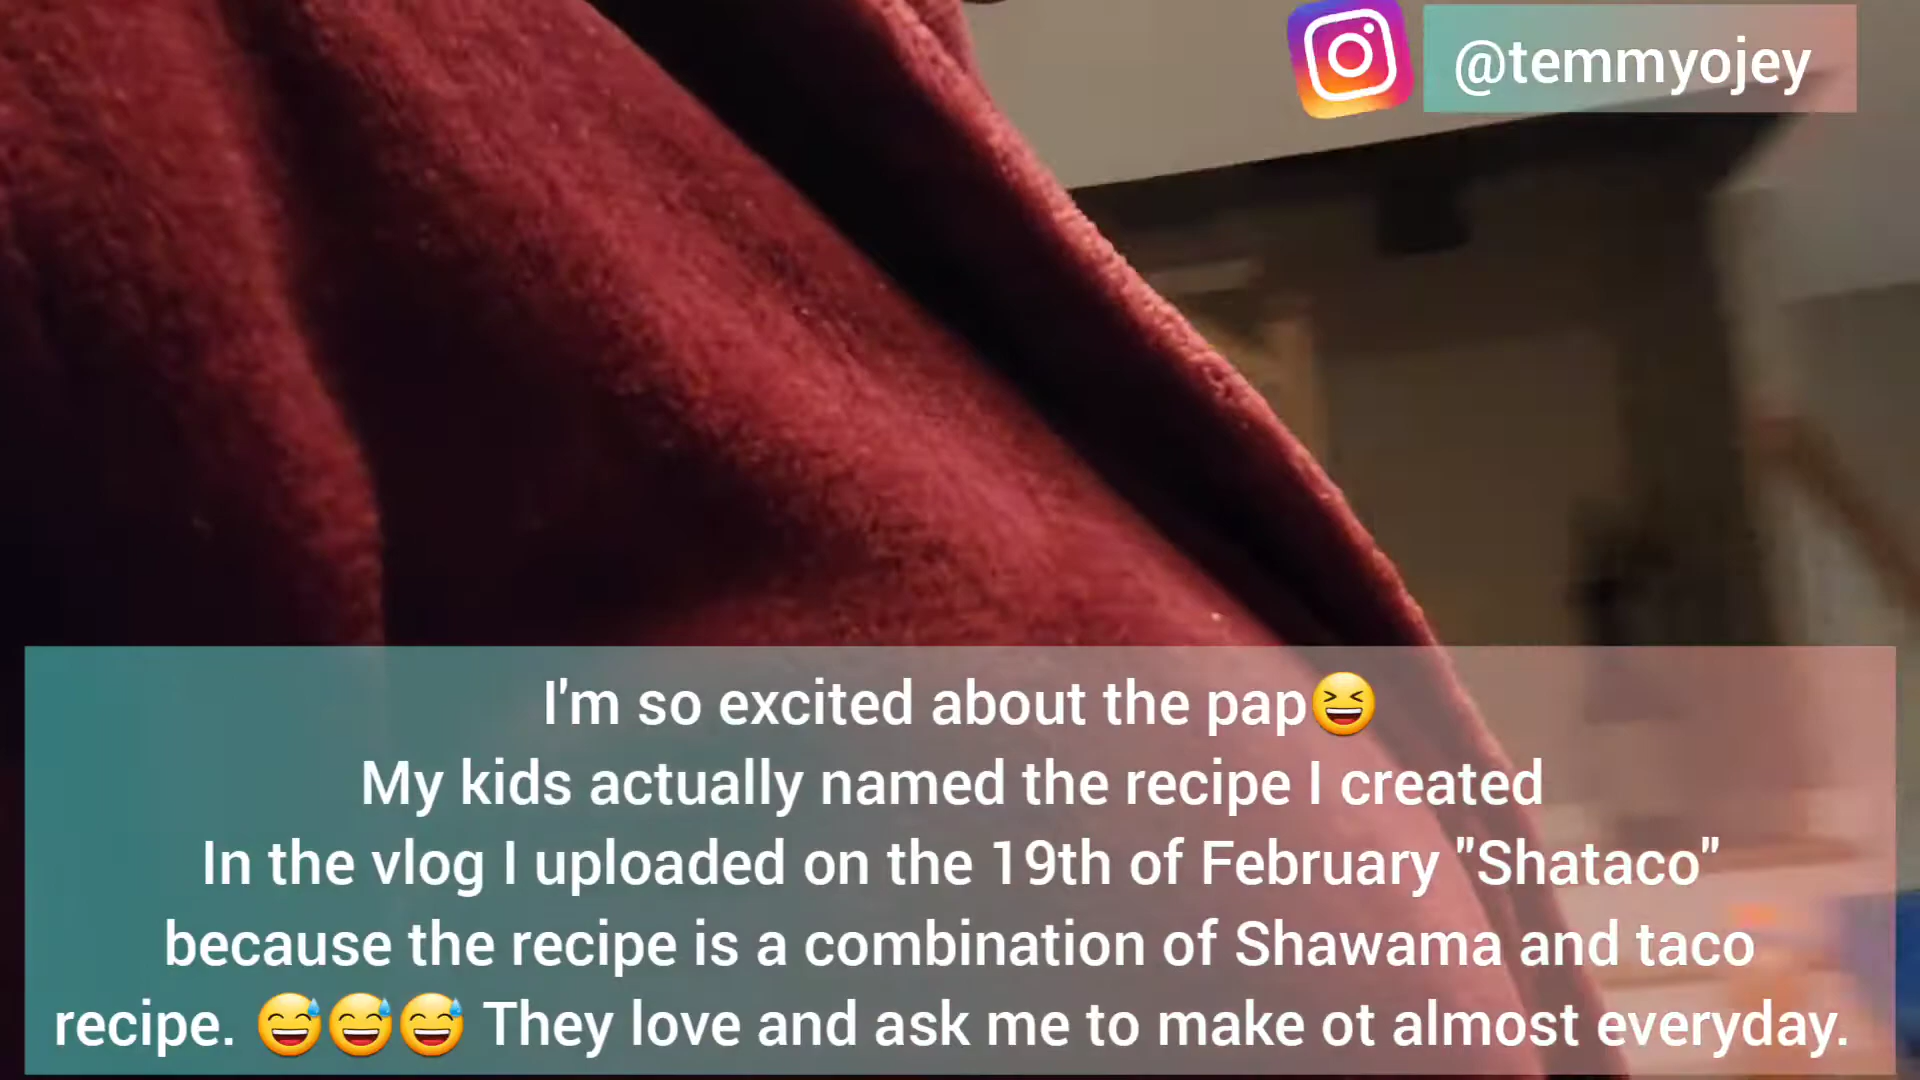 @temmyojey
I'm so excited about the pap😆
My kids actually named the recipe I created
In the vlog I uploaded on the 19th of February "Shataco"
because the recipe is a combination of Shawama and taco
recipe. 😅😅😅 They love and ask me to make ot almost everyday.